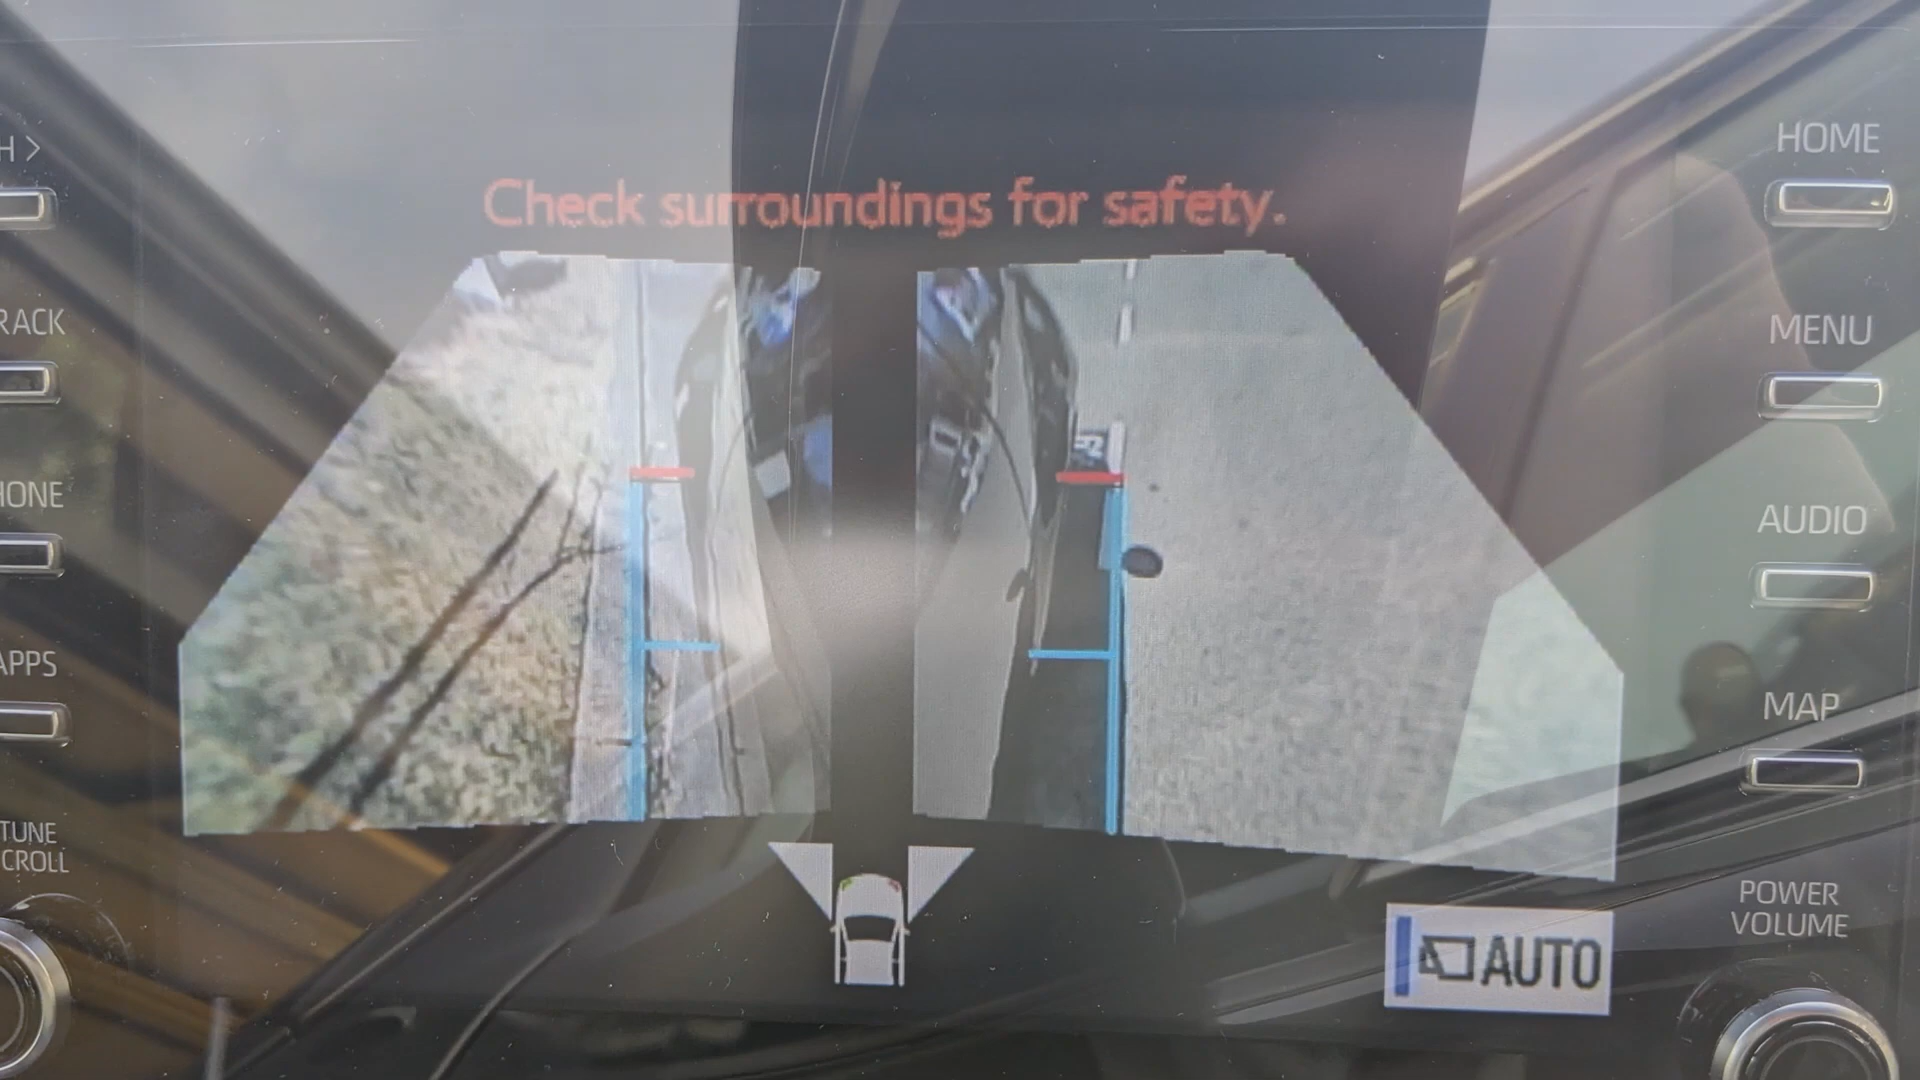 Check surroundings for safety.
H >
RACK
HONE
APPS
TUNE
CROLL
HOME
MENU
AUDIO
MAP
POWER
VOLUME
AUTO